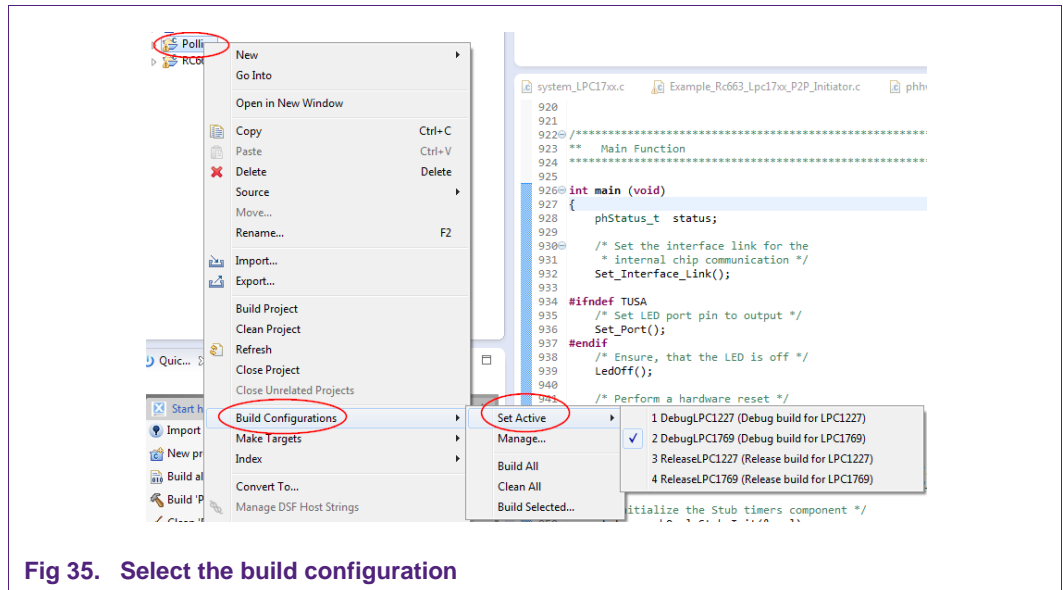 Polli
RC66
New
Go Into
Open in New Window
Copy Ctrl+C
Paste Ctrl+V
Delete Delete
Source
Move...
Rename... F2
Import...
Export...
Build Project
Clean Project
Refresh
Close Project
Close Unrelated Projects
Build Configurations
Make Targets
Index
Convert To...
Manage DSF Host Strings
Quic...
Start h
Import
New pr
Build al
Build 'P
Set Active
Manage...
Build All
Clean All
Build Selected...
1 DebugLPC1227 (Debug build for LPC1227)
2 DebugLPC1769 (Debug build for LPC1769)
3 ReleaseLPC1227 (Release build for LPC1227)
4 ReleaseLPC1769 (Release build for LPC1769)
system_LPC17xx.c Example_Rc663_Lpc17xx_P2P_Initiator.c
920
921
922 /*******************************************************
923 ** Main Function
924 *******************************************************
925
926 int main (void)
927 {
928 phStatus_t status;
929
930 /* Set the interface link for the
931 * internal chip communication */
932 Set_Interface_Link();
933
934 #ifndef TUSA
935 /* Set LED port pin to output */
936 Set_Port();
937 #endif
938 /* Ensure, that the LED is off */
939 LedOff();
940
941 /* Perform a hardware reset */
itialize the Stub timers component */
Fig 35. Select the build configuration